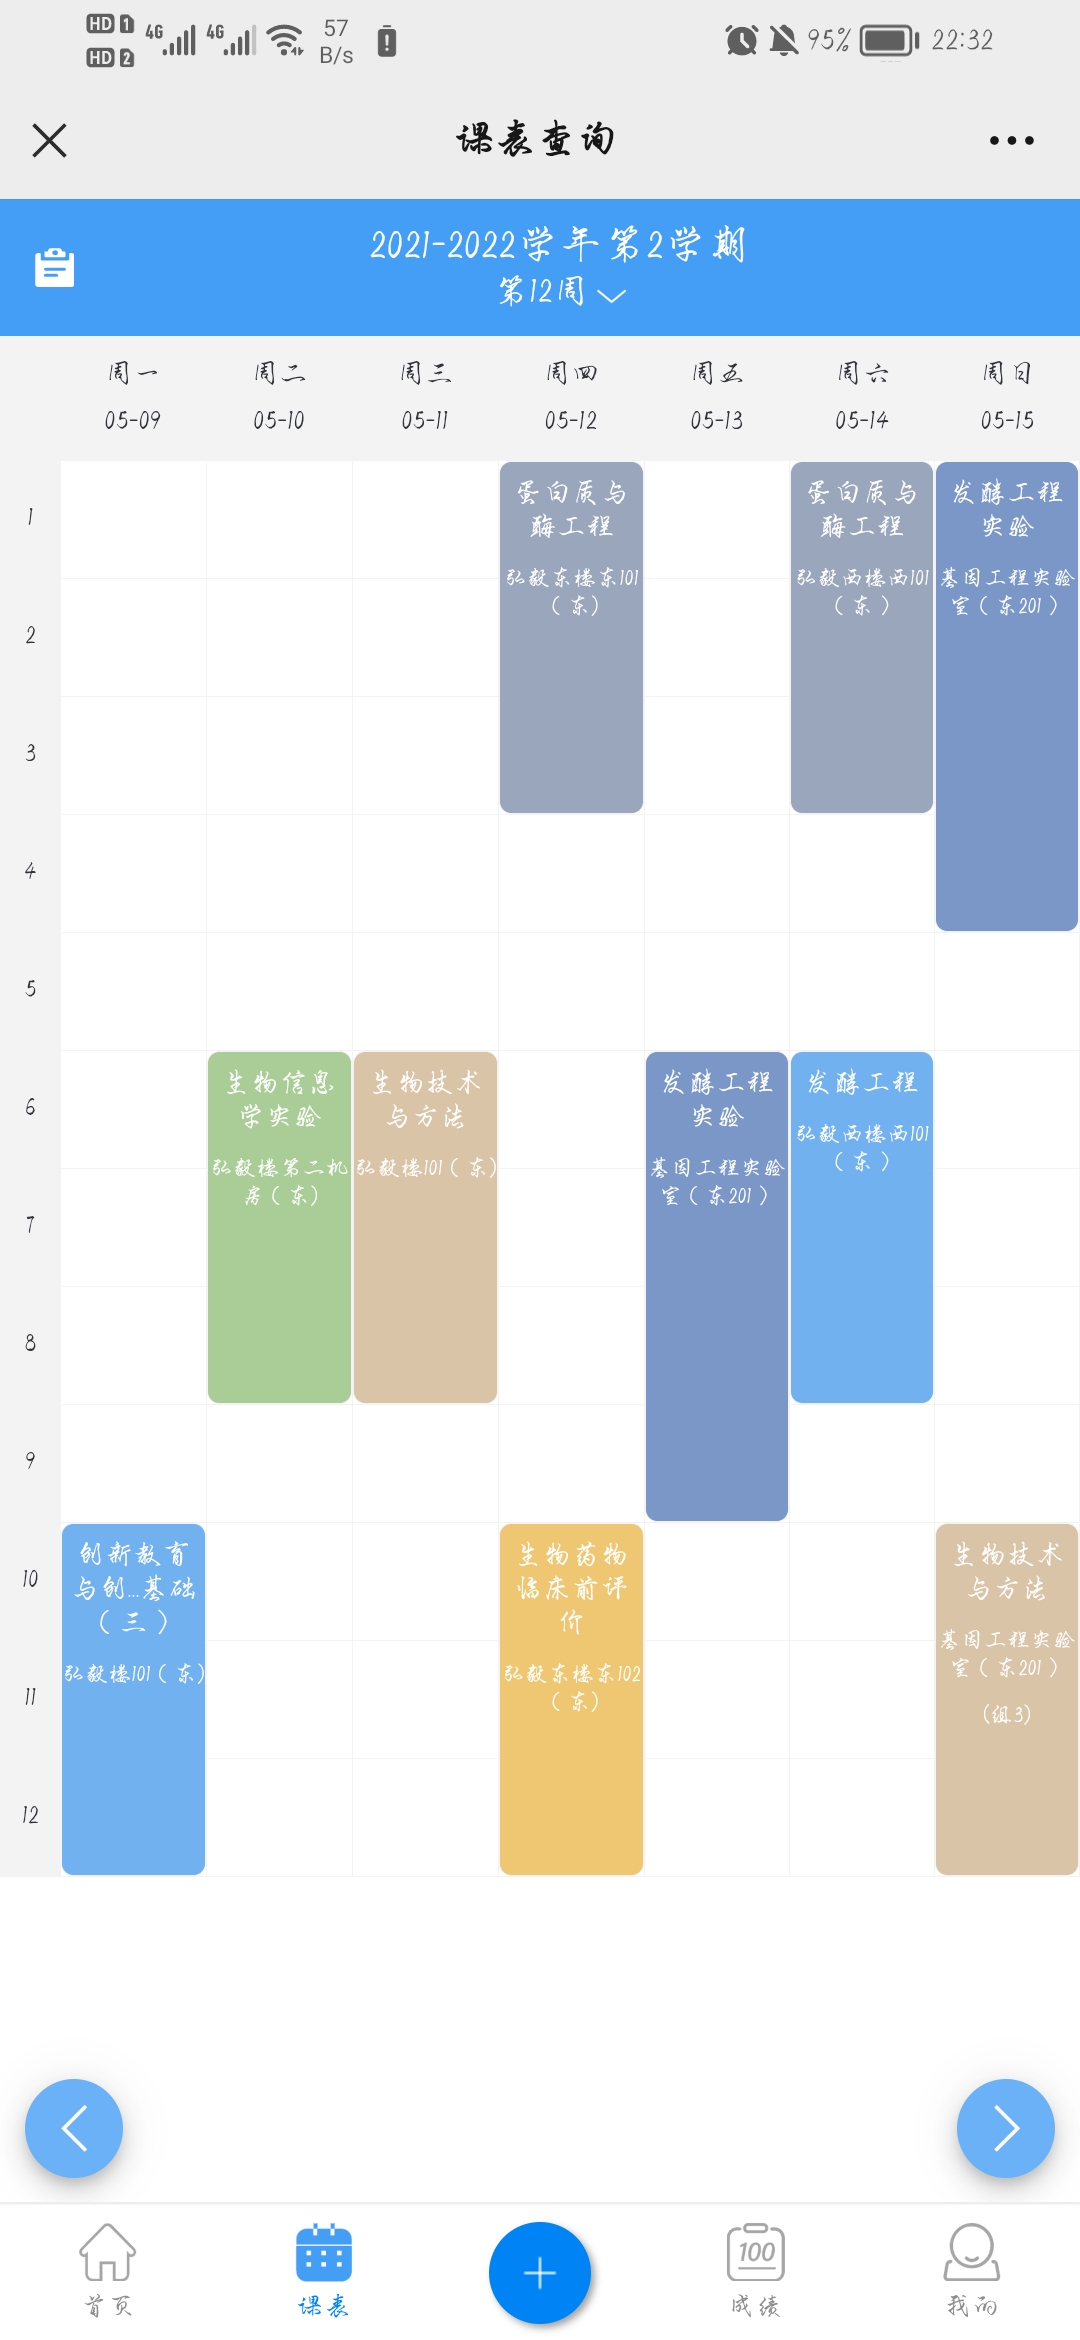 HD 1
HD 2
4G
4G
57
B/s
95%
22:32
课表查询
2021-2022学年第2学期
第12周
周一
周二
周三
周四
周五
周六
周日
05-09
05-10
05-11
05-12
05-13
05-14
05-15
1
2
3
4
5
6
7
8
9
10
11
12
蛋白质与
酶工程
弘毅东楼东101
（东）
蛋白质与
酶工程
弘毅西楼西101
（东）
发酵工程
实验
基因工程实验
室（东201）
生物信息
学实验
弘毅楼第二机
房（东）
生物技术
与方法
弘毅楼101（东）
发酵工程
实验
基因工程实验
室（东201）
发酵工程
弘毅西楼西101
（东）
创新教育
与创...基础
（三）
弘毅楼101（东）
生物药物
临床前评
价
弘毅东楼东102
（东）
生物技术
与方法
基因工程实验
室（东201）
(组3)
首页
课表
100
成绩
我的